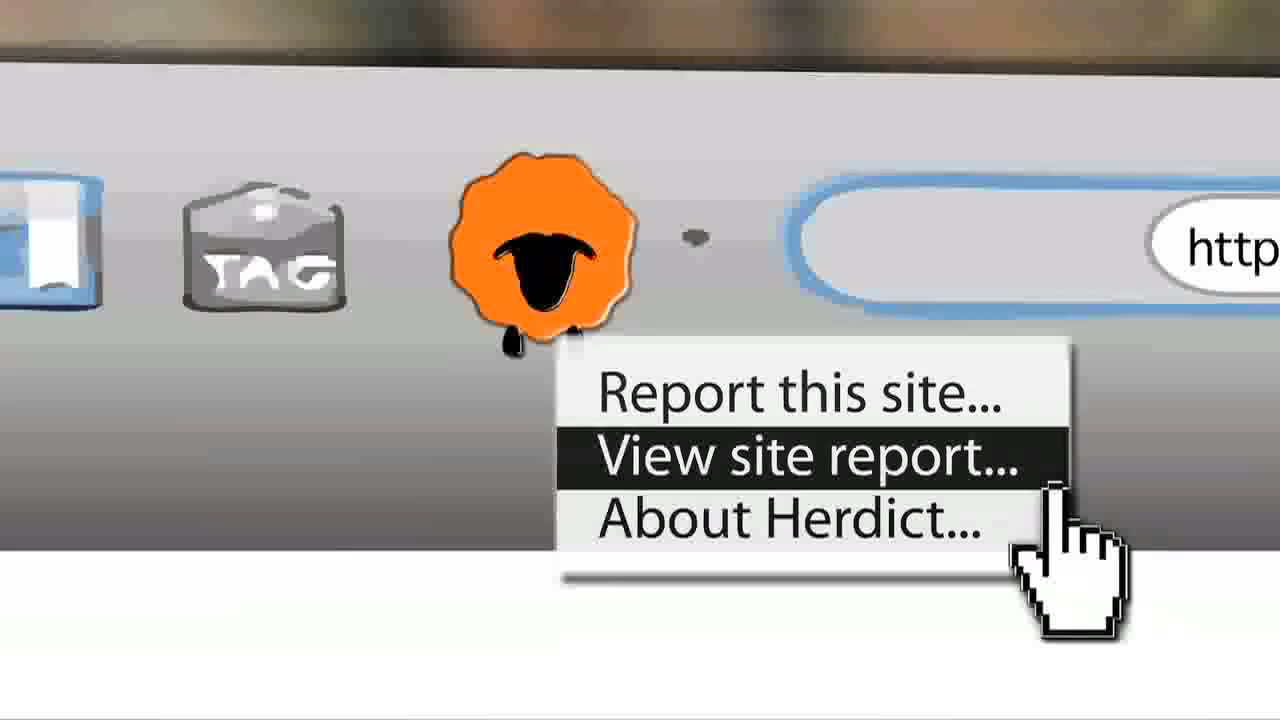 TAG
http
Report this site...
View site report...
About Herdict...